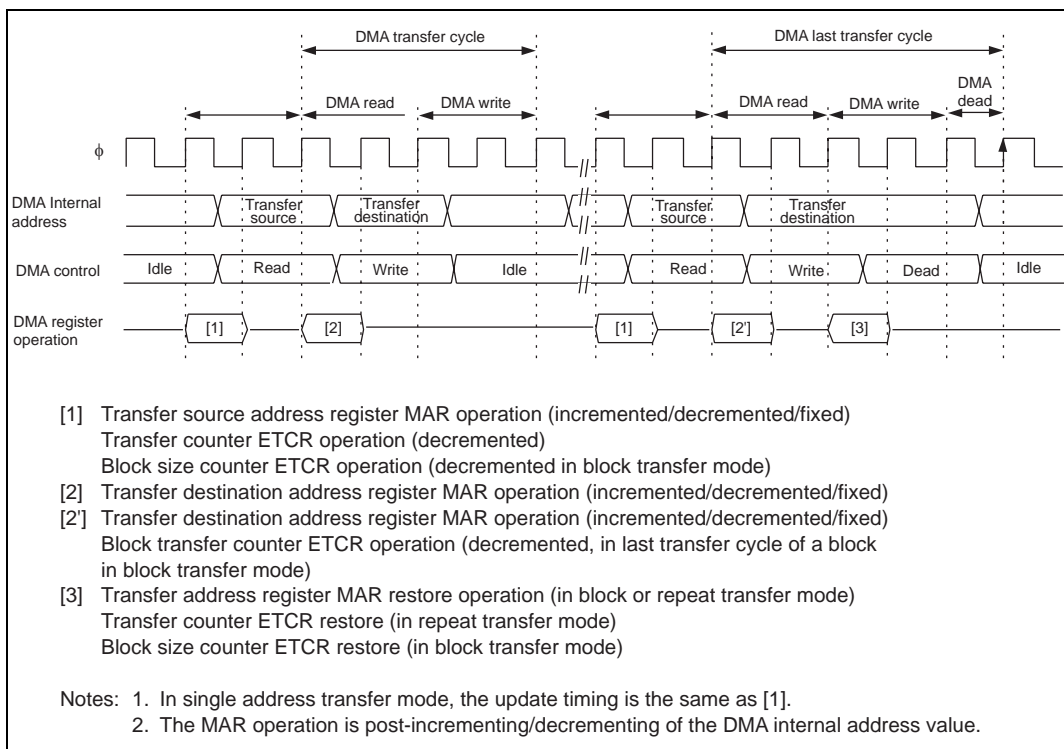 DMA transfer cycle DMA last transfer cycle
DMA read DMA write DMA read DMA write DMA dead
ϕ
DMA Internal address Transfer source Transfer destination Transfer source Transfer destination
DMA control Idle Read Write Idle Read Write Dead Idle
DMA register operation [1] [2] [1] [2'] [3]
[1] Transfer source address register MAR operation (incremented/decremented/fixed)
Transfer counter ETCR operation (decremented)
Block size counter ETCR operation (decremented in block transfer mode)
[2] Transfer destination address register MAR operation (incremented/decremented/fixed)
[2'] Transfer destination address register MAR operation (incremented/decremented/fixed)
Block transfer counter ETCR operation (decremented, in last transfer cycle of a block
in block transfer mode)
[3] Transfer address register MAR restore operation (in block or repeat transfer mode)
Transfer counter ETCR restore (in repeat transfer mode)
Block size counter ETCR restore (in block transfer mode)
Notes: 1. In single address transfer mode, the update timing is the same as [1].
2. The MAR operation is post-incrementing/decrementing of the DMA internal address value.